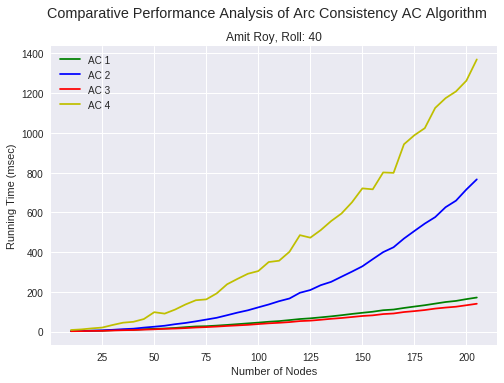 Comparative Performance Analysis of Arc Consistency AC Algorithm
Amit Roy, Roll: 40
AC 1
AC 2
AC 3
AC 4
1400
1200
1000
800
600
400
200
0
Running Time (msec)
25 50 75 100 125 150 175 200
Number of Nodes